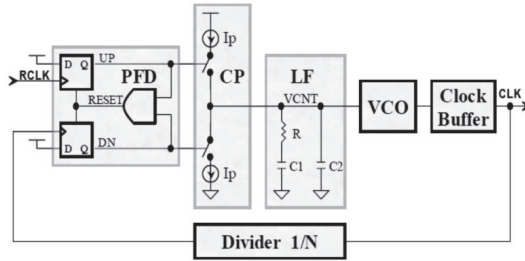 Ip
D Q
UP
PFD
CP
LF
RCLK
RESET
VCNT
VCO
Clock
Buffer
CLK
R
D Q
DN
C1
C2
Ip
Divider 1/N